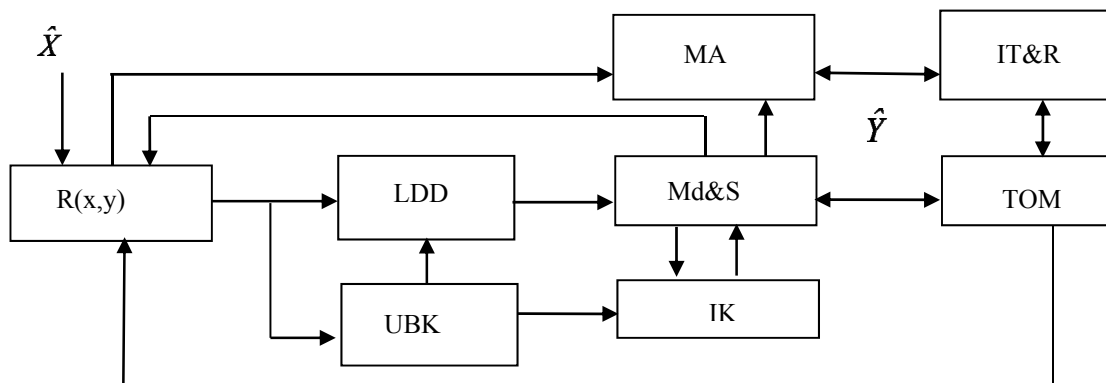 X̂
MA
IT&R
Ŷ
R(x,y)
LDD
Md&S
TOM
UBK
IK